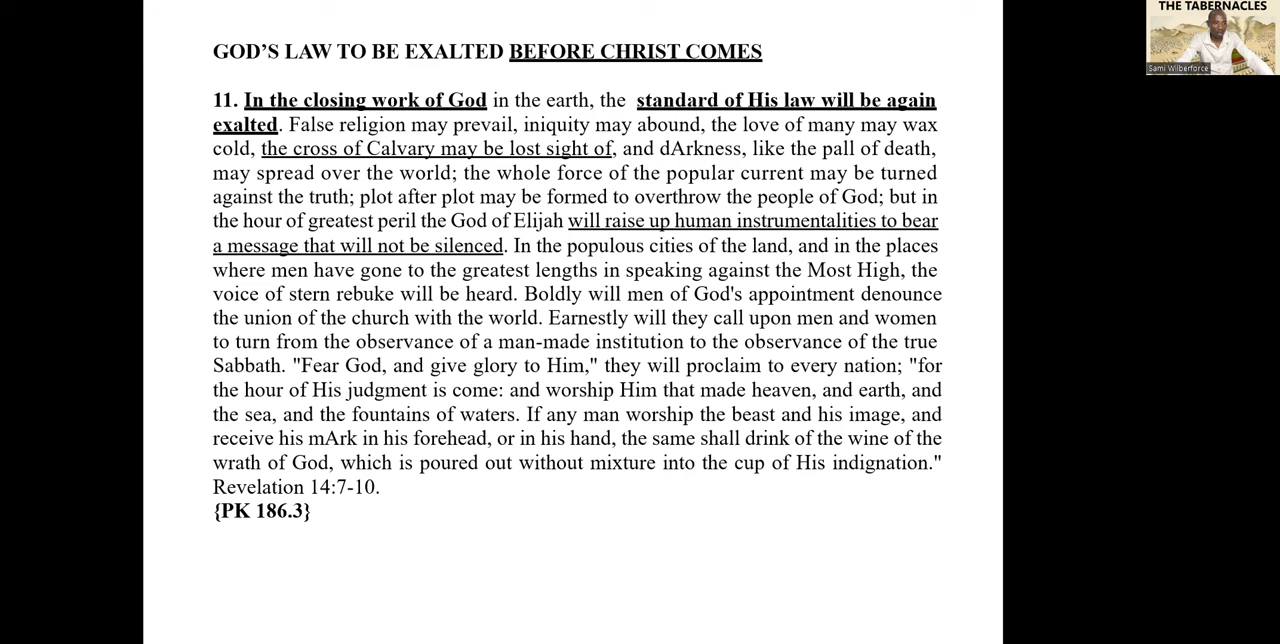 THE TABERNACLES
Sami Wilberforce
GOD'S LAW TO BE EXALTED BEFORE CHRIST COMES
11. In the closing work of God in the earth, the standard of His law will be again
exalted. False religion may prevail, iniquity may abound, the love of many may wax
cold, the cross of Calvary may be lost sight of, and dArkness, like the pall of death,
may spread over the world; the whole force of the popular current may be turned
against the truth; plot after plot may be formed to overthrow the people of God; but in
the hour of greatest peril the God of Elijah will raise up human instrumentalities to bear
a message that will not be silenced. In the populous cities of the land, and in the places
where men have gone to the greatest lengths in speaking against the Most High, the
voice of stern rebuke will be heard. Boldly will men of God's appointment denounce
the union of the church with the world. Earnestly will they call upon men and women
to turn from the observance of a man-made institution to the observance of the true
Sabbath. "Fear God, and give glory to Him," they will proclaim to every nation; "for
the hour of His judgment is come: and worship Him that made heaven, and earth, and
the sea, and the fountains of waters. If any man worship the beast and his image, and
receive his mArk in his forehead, or in his hand, the same shall drink of the wine of the
wrath of God, which is poured out without mixture into the cup of His indignation."
Revelation 14:7-10.
{PK 186.3}